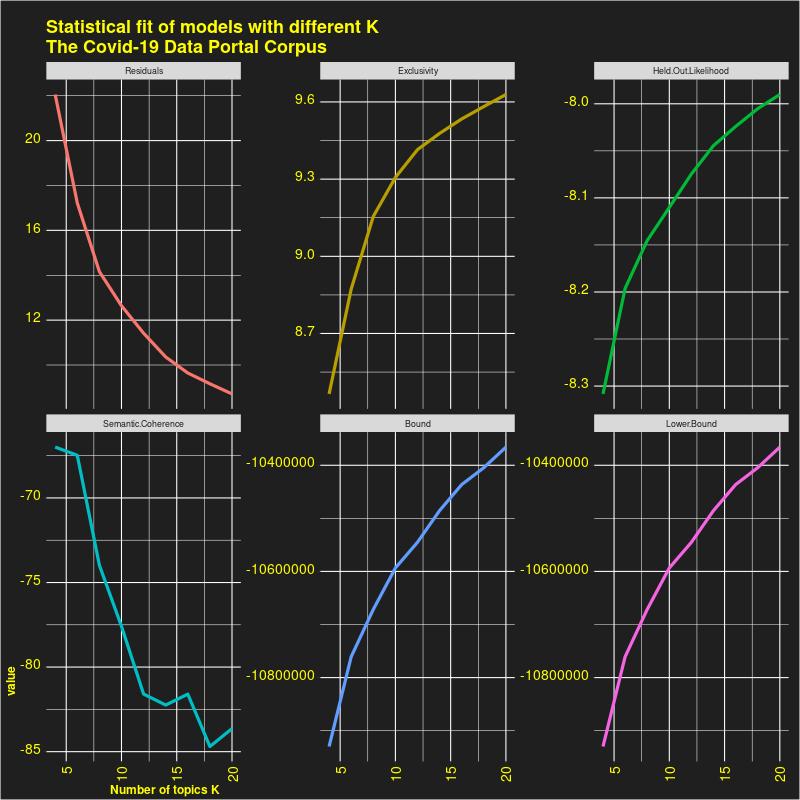 Statistical fit of models with different K
The Covid-19 Data Portal Corpus
Residuals
Exclusivity
Held.Out.Likelihood
20
16
12
9.6
9.3
9.0
8.7
-8.0
-8.1
-8.2
-8.3
Semantic.Coherence
Bound
Lower.Bound
-70
-75
-80
-85
-10400000
-10600000
-10800000
-10400000
-10600000
-10800000
value
5 10 15 20
5 10 15 20
5 10 15 20
Number of topics K